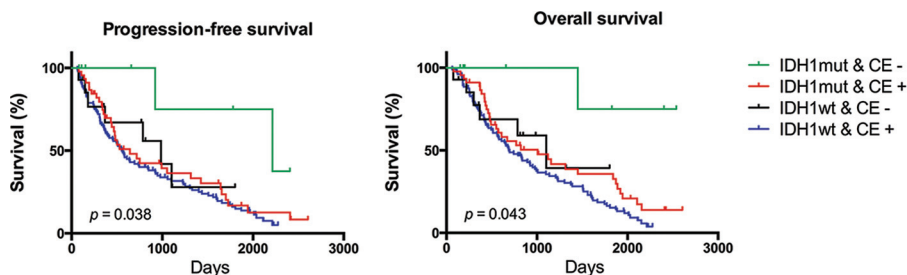 Progression-free survival
Survival (%)
100
50
0
p = 0.038
0 1000 2000 3000
Days
Overall survival
Survival (%)
100
50
0
p = 0.043
0 1000 2000 3000
Days
IDH1mut & CE -
IDH1mut & CE +
IDH1wt & CE -
IDH1wt & CE +